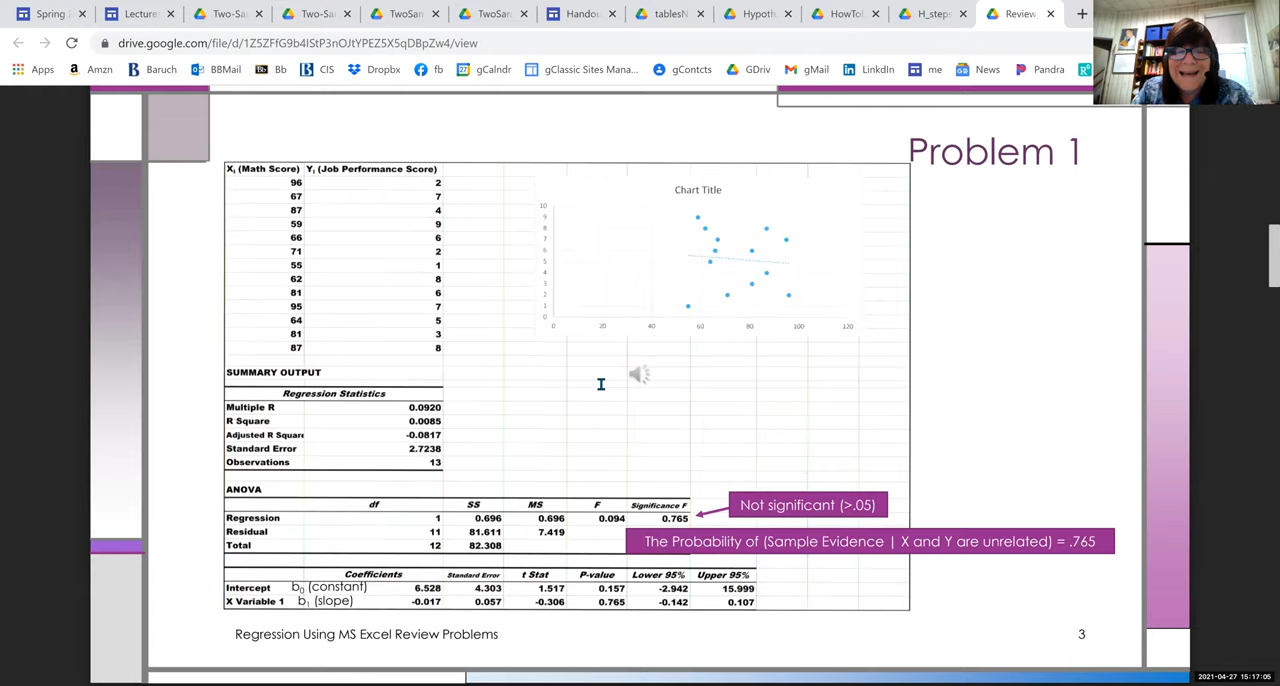 Spring 2
Lecture
Two-Sa
Two-Sa
TwoSan
TwoSan
Handou
tablesN
Hypoth
HowTol
H_steps
Review
drive.google.com/file/d/1Z5ZFfG9b4IStP3nOJtYPEZ5X5qDBpZw4/view
Apps Amzn Baruch BBMail Bb CIS Dropbx fb gCalndr gClassic Sites Mana... gContcts GDriv gMail LinkdIn me News Pandra
Problem 1
Xi (Math Score) Yi (Job Performance Score)
96 2
67 7
87 4
59 9
66 6
71 2
55 1
62 8
81 6
95 7
64 5
81 3
87 8
Chart Title
10
9
8
7
6
5
4
3
2
1
0
0 20 40 60 80 100 120
SUMMARY OUTPUT
Regression Statistics
Multiple R 0.0920
R Square 0.0085
Adjusted R Square -0.0817
Standard Error 2.7238
Observations 13
ANOVA
df SS MS F Significance F
Regression 1 0.696 0.696 0.094 0.765
Residual 11 81.611 7.419
Total 12 82.308
Not significant (>.05)
The Probability of (Sample Evidence | X and Y are unrelated) = .765
Coefficients Standard Error t Stat P-value Lower 95% Upper 95%
Intercept b0 (constant) 6.528 4.303 1.517 0.157 -2.942 15.999
X Variable 1 b1 (slope) -0.017 0.057 -0.306 0.765 -0.142 0.107
Regression Using MS Excel Review Problems
3
2021-04-27 15:17:05